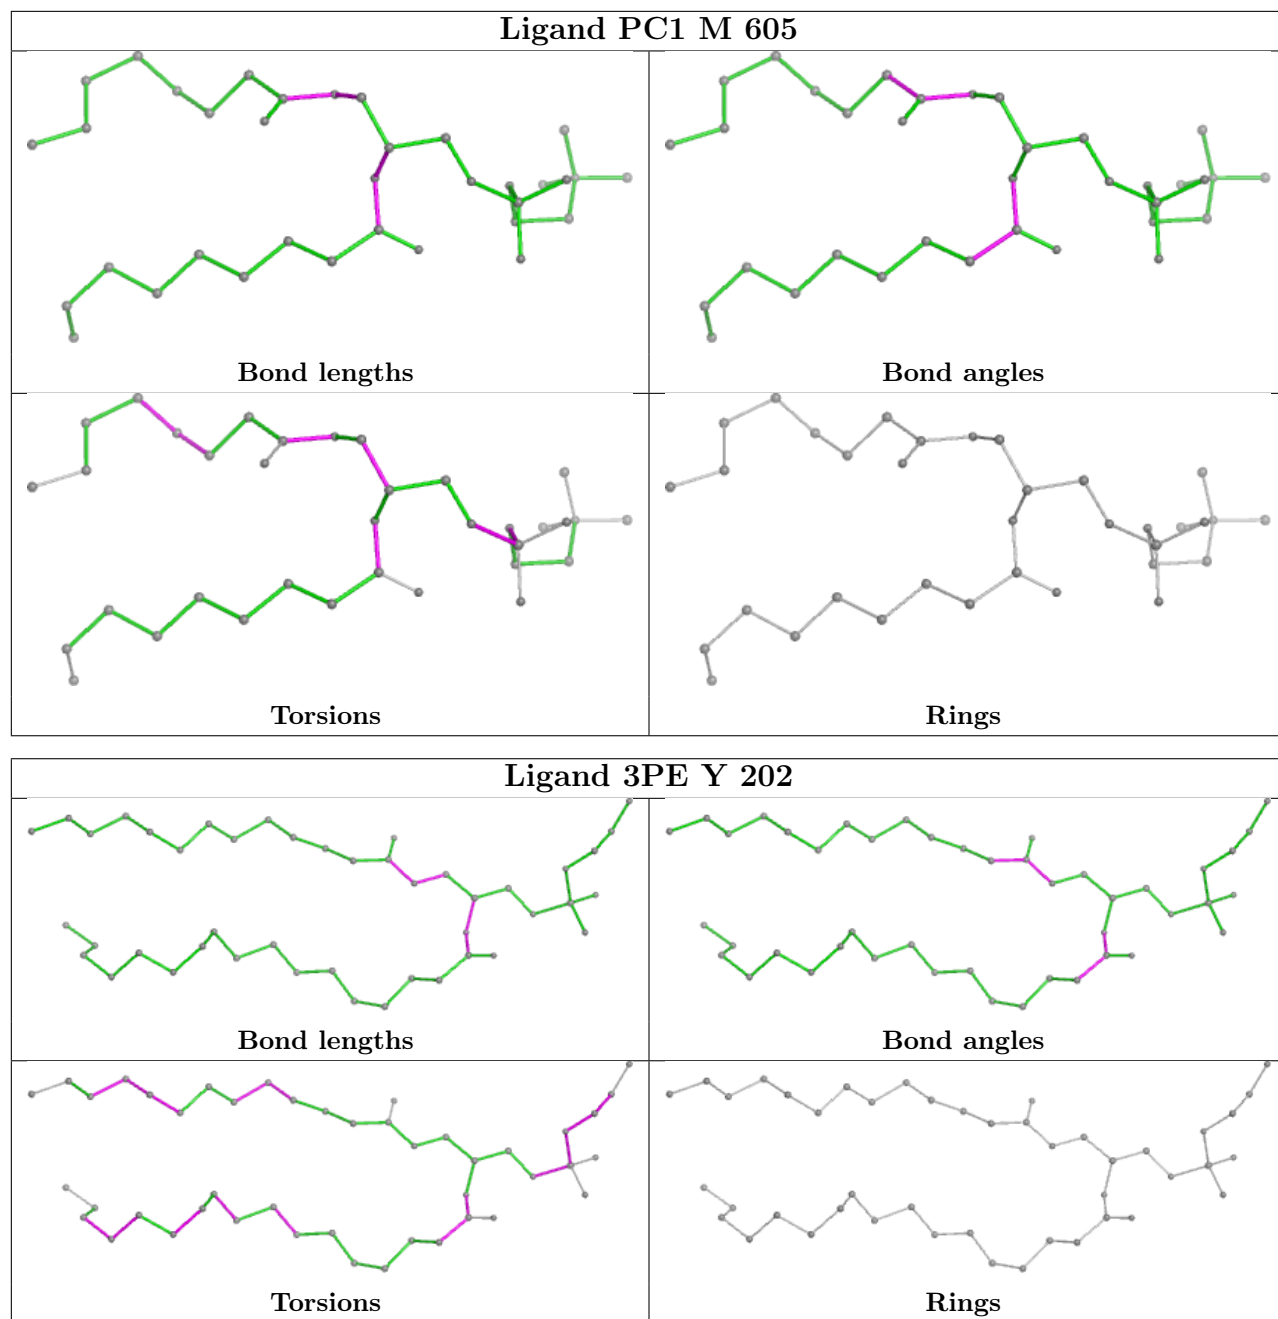 Ligand PC1 M 605
Bond lengths
Bond angles
Torsions
Rings
Ligand 3PE Y 202
Bond lengths
Bond angles
Torsions
Rings